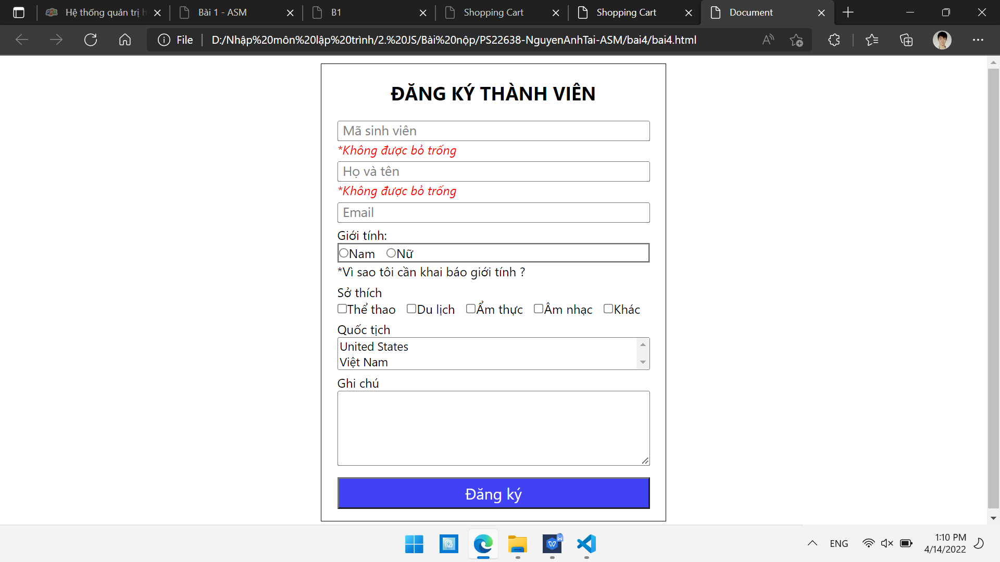 Hệ thống quản trị h
Bài 1 - ASM
B1
Shopping Cart
Shopping Cart
Document
File
D:/Nhập%20môn%20lập%20trình/2.%20JS/Bài%20nộp/PS22638-NguyenAnhTai-ASM/bai4/bai4.html
ĐĂNG KÝ THÀNH VIÊN
Mã sinh viên
*Không được bỏ trống
Họ và tên
*Không được bỏ trống
Email
Giới tính:
Nam Nữ
*Vì sao tôi cần khai báo giới tính ?
Sở thích
Thể thao Du lịch Ẩm thực Âm nhạc Khác
Quốc tịch
United States
Việt Nam
Ghi chú
Đăng ký
ENG
1:10 PM
4/14/2022